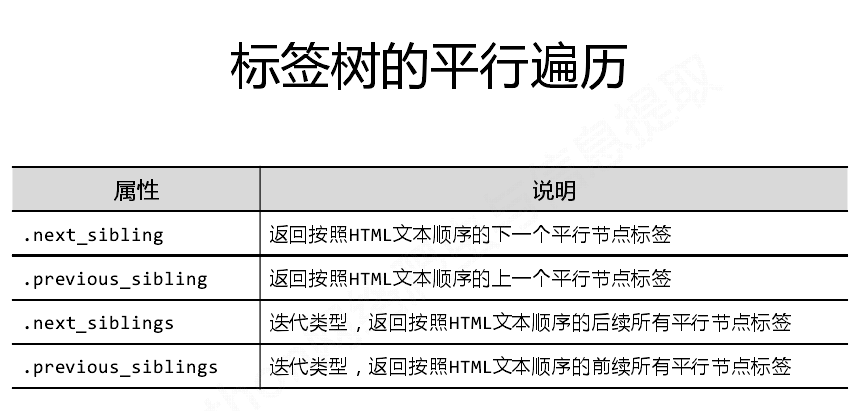 标签树的平行遍历
属性 说明
.next_sibling 返回按照HTML文本顺序的下一个平行节点标签
.previous_sibling 返回按照HTML文本顺序的上一个平行节点标签
.next_siblings 迭代类型，返回按照HTML文本顺序的后续所有平行节点标签
.previous_siblings 迭代类型，返回按照HTML文本顺序的前续所有平行节点标签